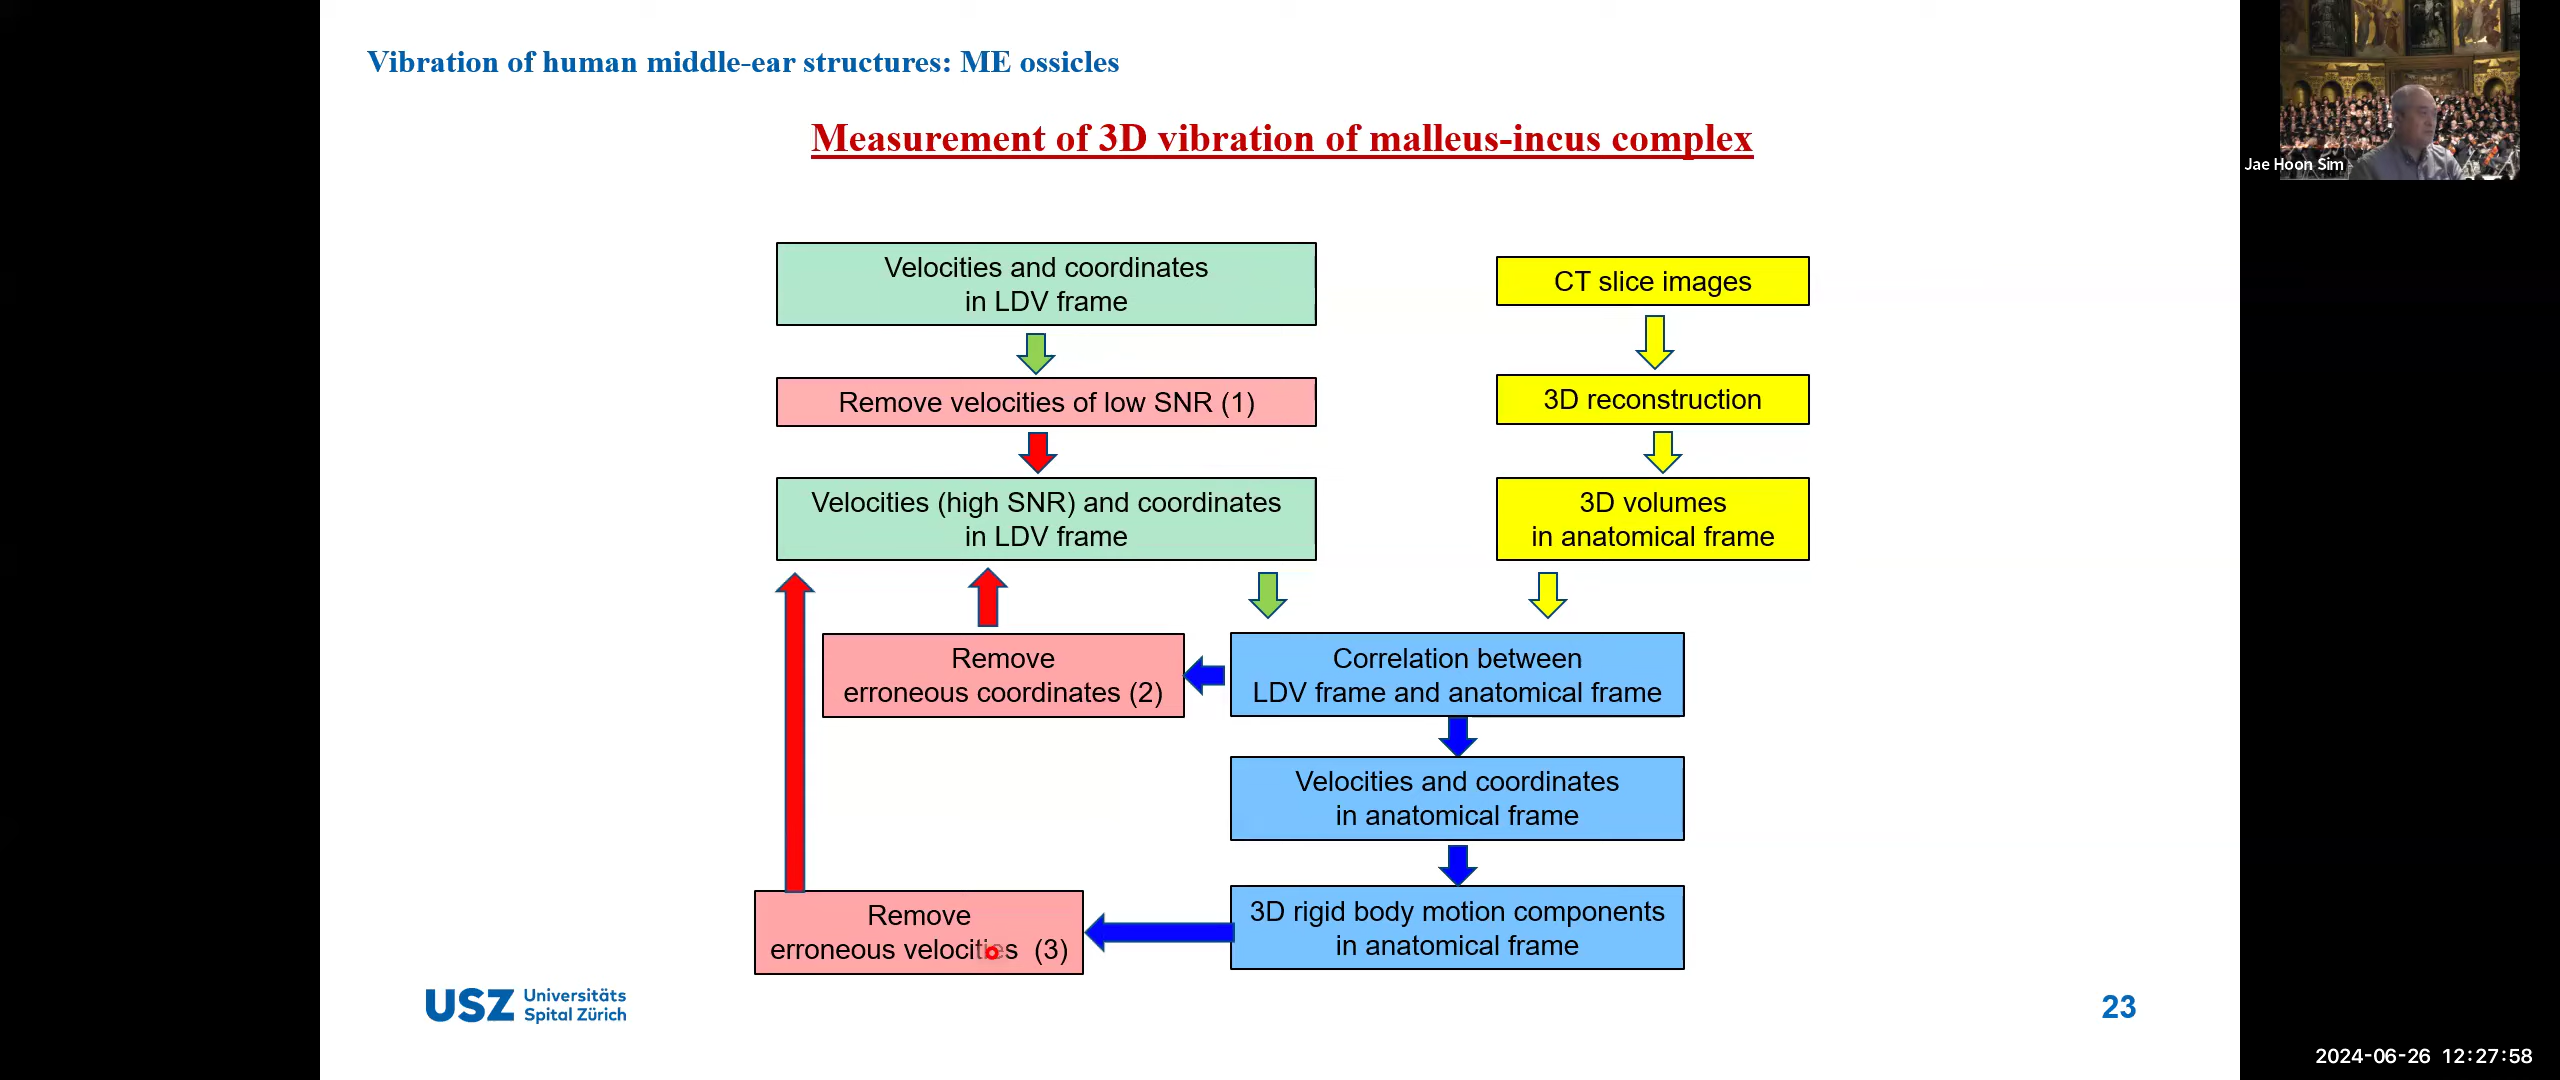 Vibration of human middle-ear structures: ME ossicles
Measurement of 3D vibration of malleus-incus complex
Velocities and coordinates
in LDV frame
Remove velocities of low SNR (1)
Velocities (high SNR) and coordinates
in LDV frame
CT slice images
3D reconstruction
3D volumes
in anatomical frame
Remove
erroneous coordinates (2)
Correlation between
LDV frame and anatomical frame
Velocities and coordinates
in anatomical frame
3D rigid body motion components
in anatomical frame
Remove
erroneous velocities (3)
USZ Universitäts
Spital Zürich
23
Jae Hoon Sim
2024-06-26 12:27:58